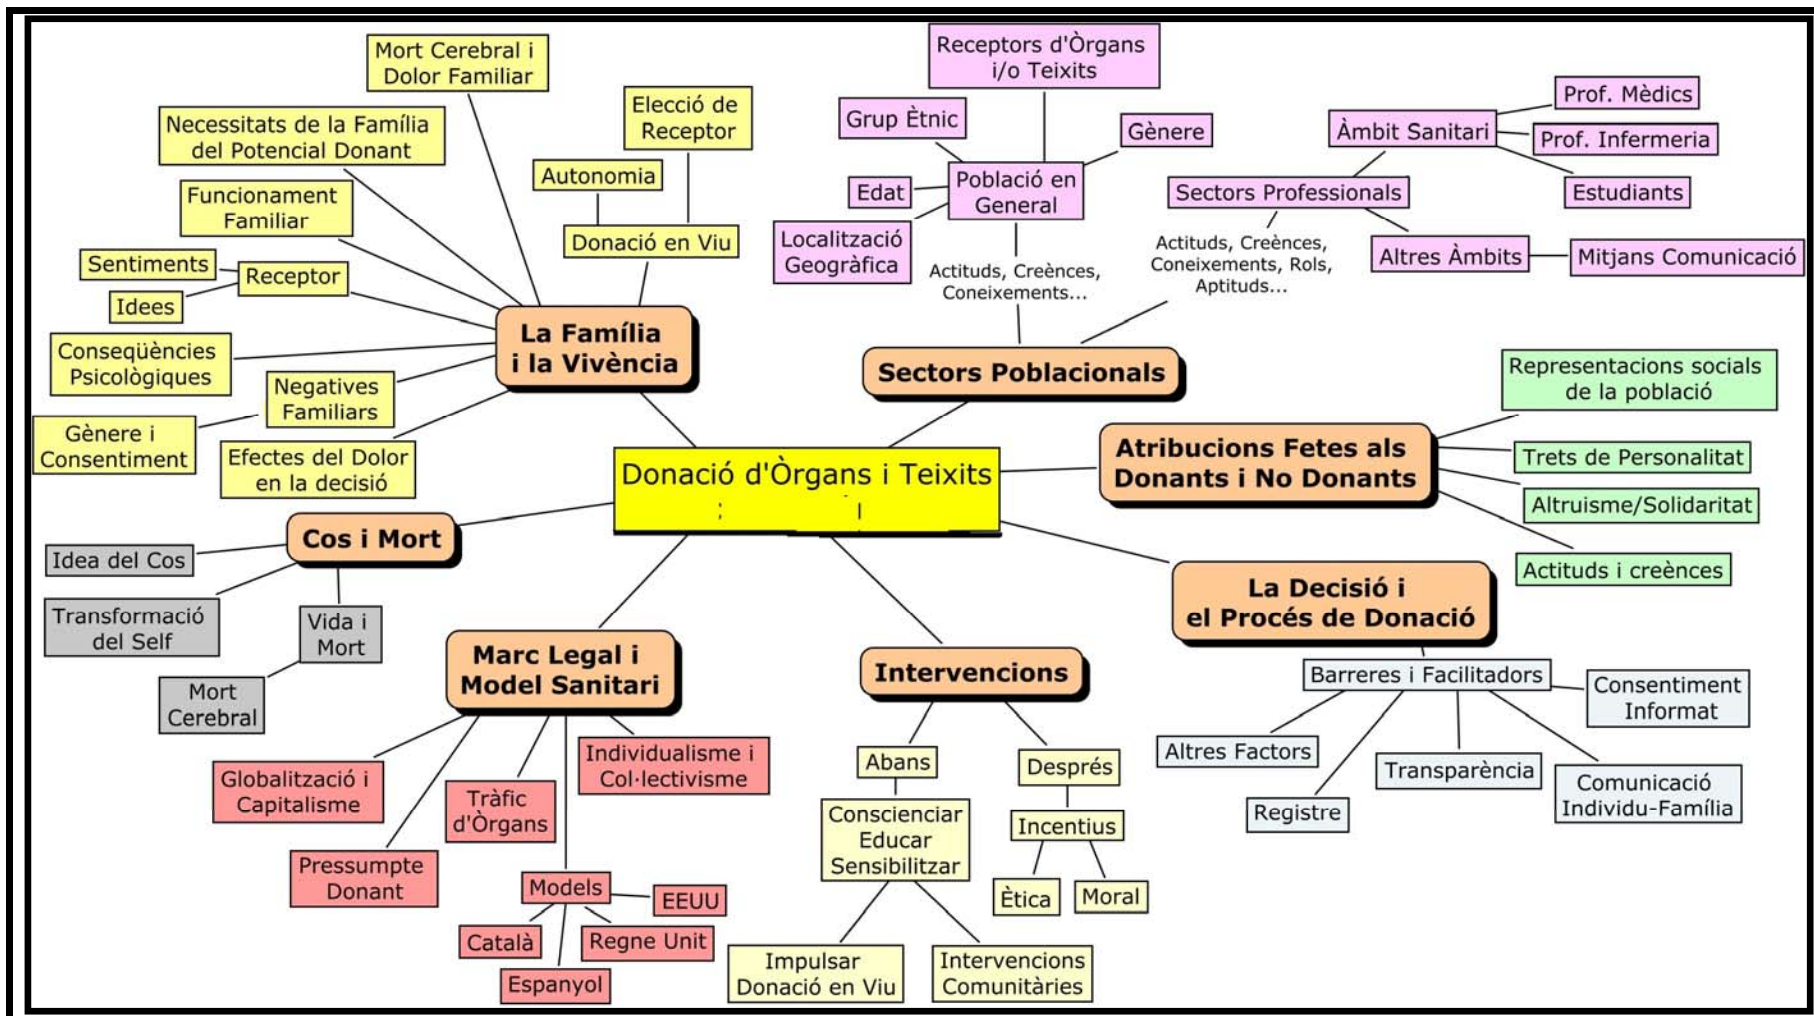 Mort Cerebral i
Dolor Familiar
Necessitats de la Família
del Potencial Donant
Elecció de
Receptor
Autonomia
Funcionament
Familiar
Donació en Viu
Sentiments
Receptor
Idees
Conseqüències
Psicològiques
Negatives
Familiars
Gènere i
Consentiment
Efectes del Dolor
en la decisió
La Família
i la Vivència
Receptors d'Òrgans
i/o Teixits
Grup Ètnic
Gènere
Edat
Població en
General
Localització
Geogràfica
Actituds, Creènces,
Coneixements...
Prof. Mèdics
Àmbit Sanitari
Prof. Infermeria
Estudiants
Sectors Professionals
Actituds, Creènces,
Coneixements, Rols,
Aptituds...
Altres Àmbits
Mitjans Comunicació
Sectors Poblacionals
Representacions socials
de la població
Atribucions Fetes als
Donants i No Donants
Trets de Personalitat
Altruisme/Solidaritat
Actituds i creènces
Donació d'Òrgans i Teixits
Cos i Mort
Idea del Cos
Transformació
del Self
Vida i
Mort
Mort
Cerebral
Marc Legal i
Model Sanitari
Globalització i
Capitalisme
Individualisme i
Col·lectivisme
Tràfic
d'Òrgans
Pressumpte
Donant
Models
EEUU
Català
Regne Unit
Espanyol
Intervencions
Abans
Després
Conscienciar
Educar
Sensibilitzar
Incentius
Ètica
Moral
Impulsar
Donació en Viu
Intervencions
Comunitàries
La Decisió i
el Procés de Donació
Barreres i Facilitadors
Consentiment
Informat
Altres Factors
Transparència
Registre
Comunicació
Individu-Família